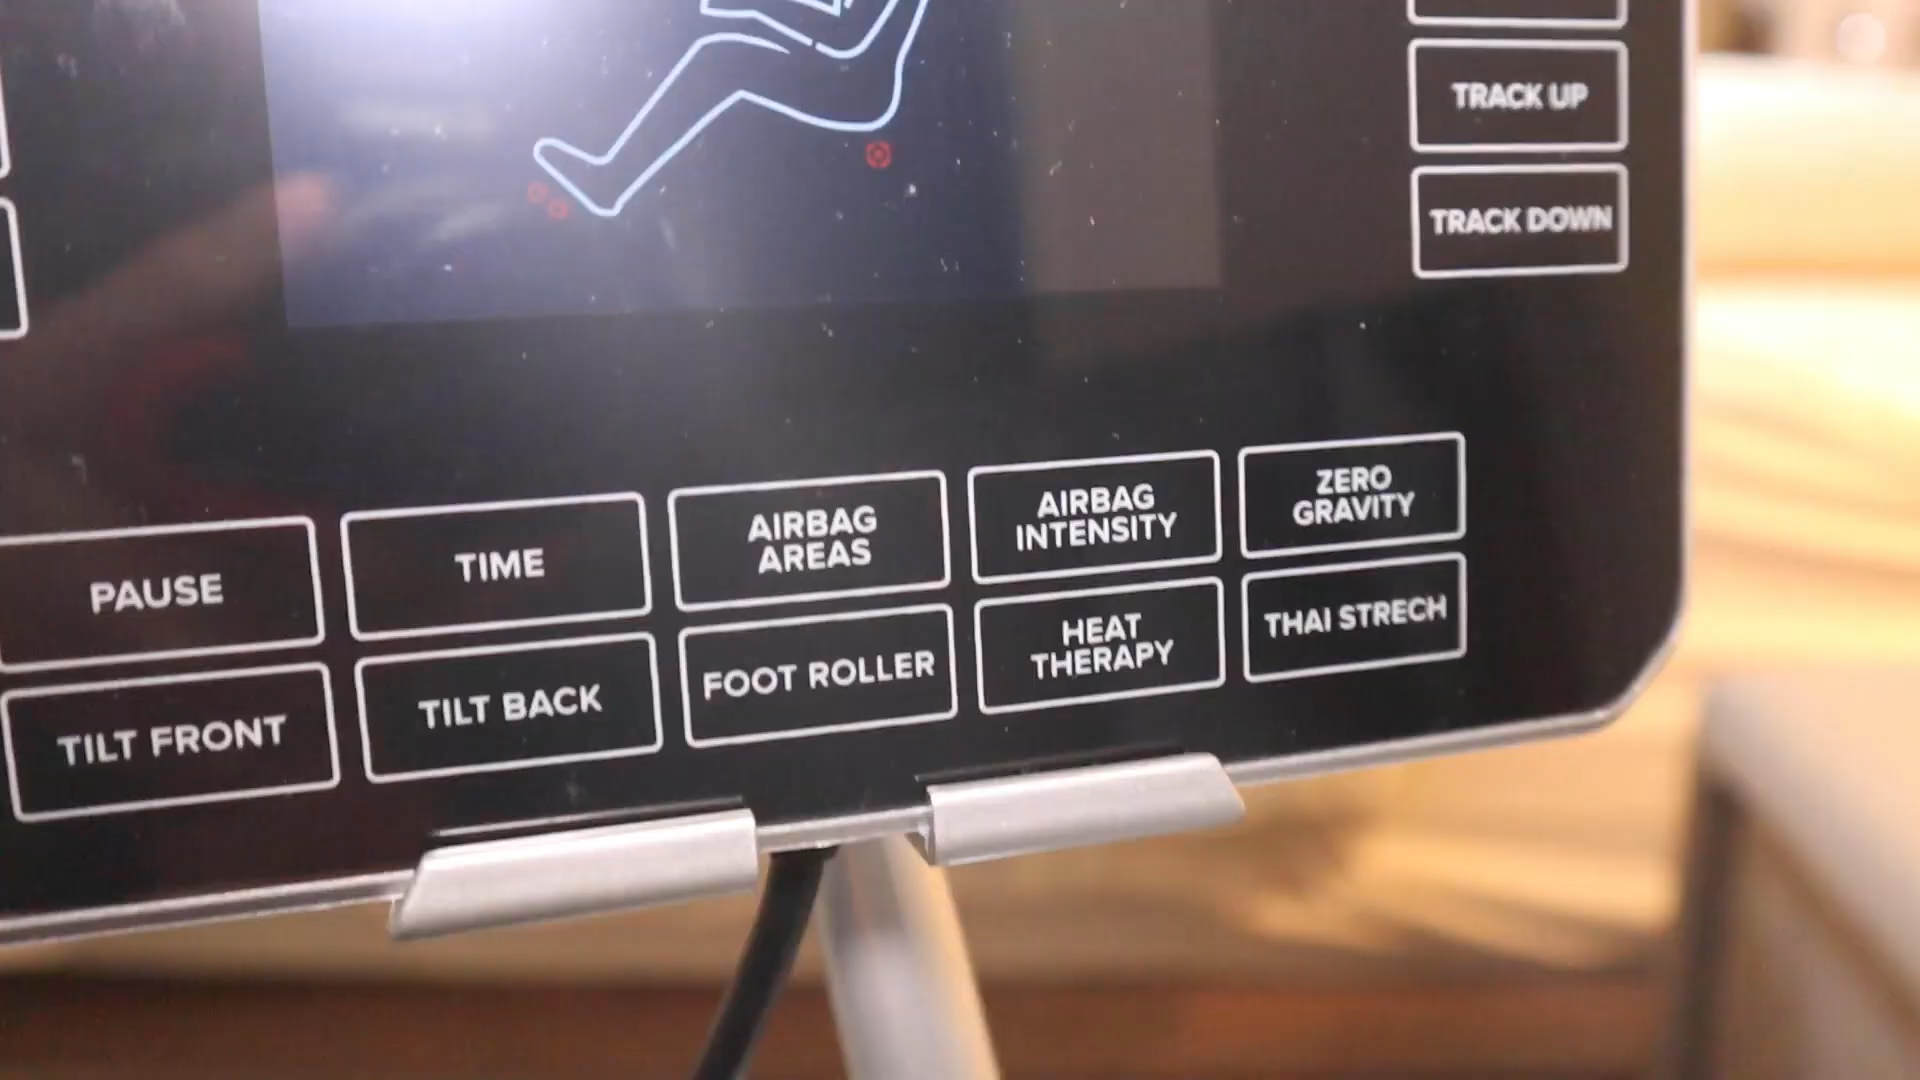 TRACK UP
TRACK DOWN
PAUSE
TIME
AIRBAG
AREAS
AIRBAG
INTENSITY
ZERO
GRAVITY
TILT FRONT
TILT BACK
FOOT ROLLER
HEAT
THERAPY
THAI STRECH